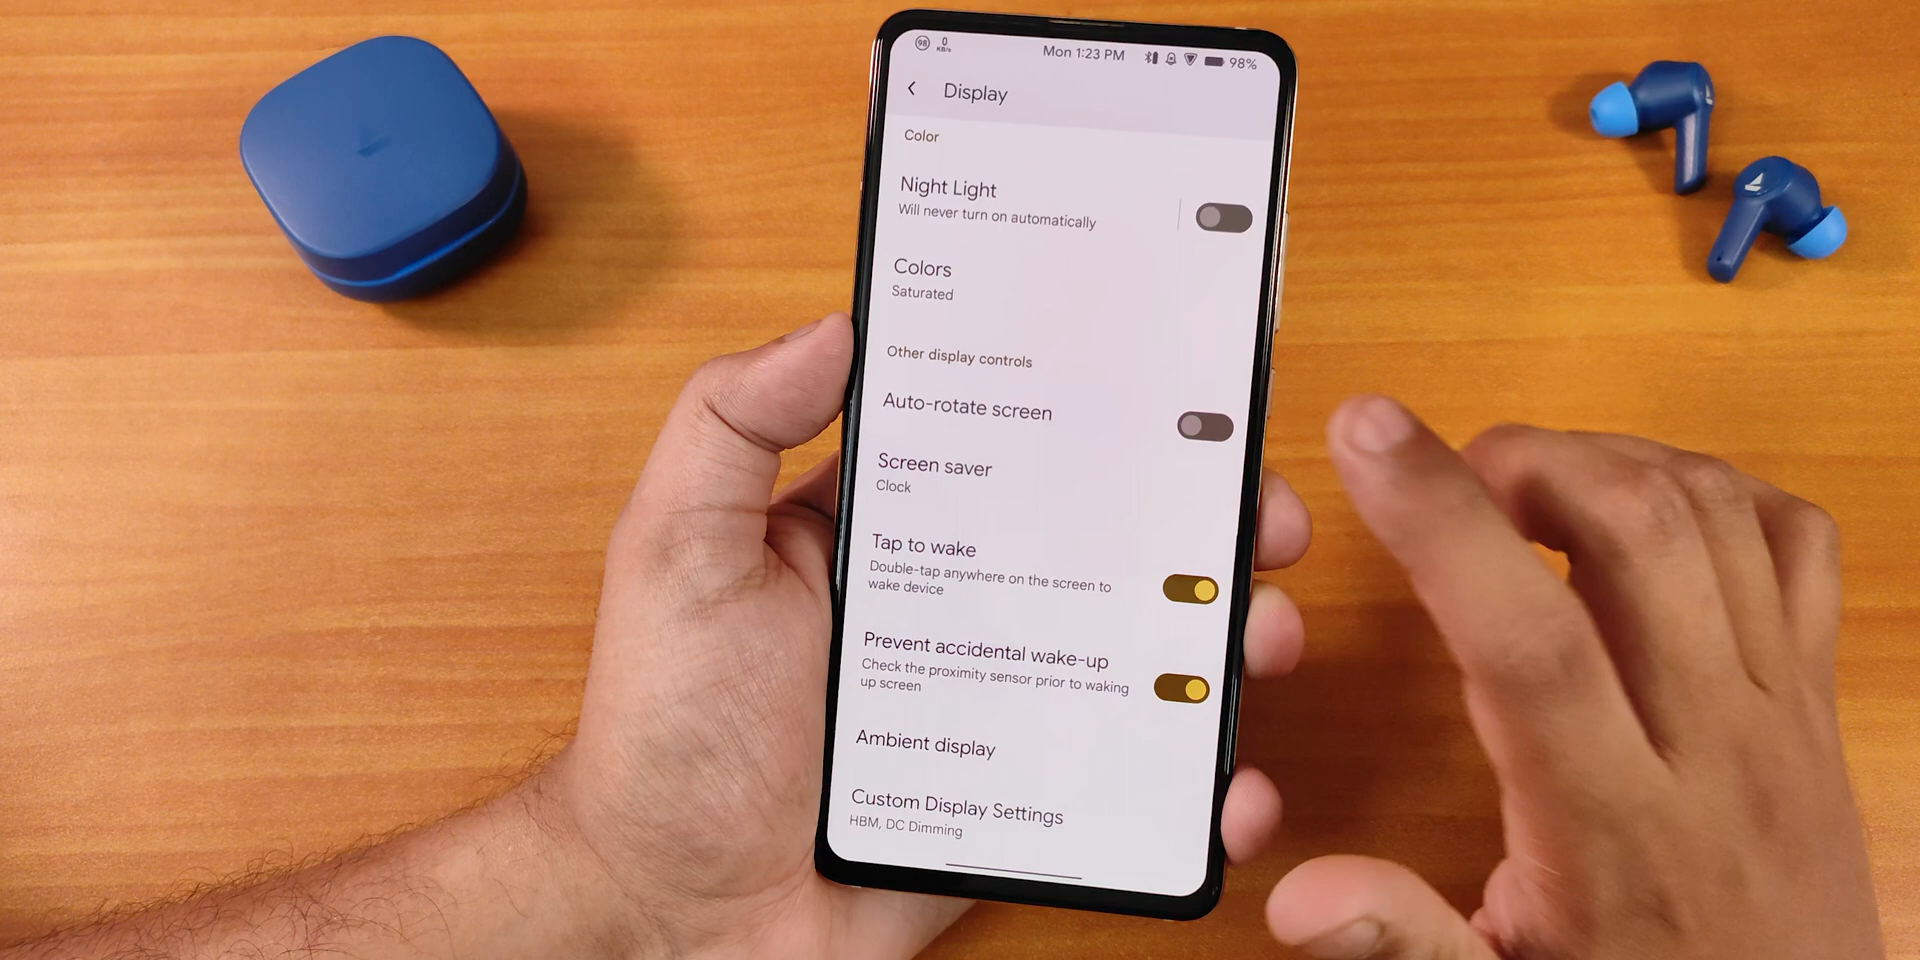 98
0
KB/s
Mon 1:23 PM
98%
Display
Color
Night Light
Will never turn on automatically
Colors
Saturated
Other display controls
Auto-rotate screen
Screen saver
Clock
Tap to wake
Double-tap anywhere on the screen to
wake device
Prevent accidental wake-up
Check the proximity sensor prior to waking
up screen
Ambient display
Custom Display Settings
HBM, DC Dimming